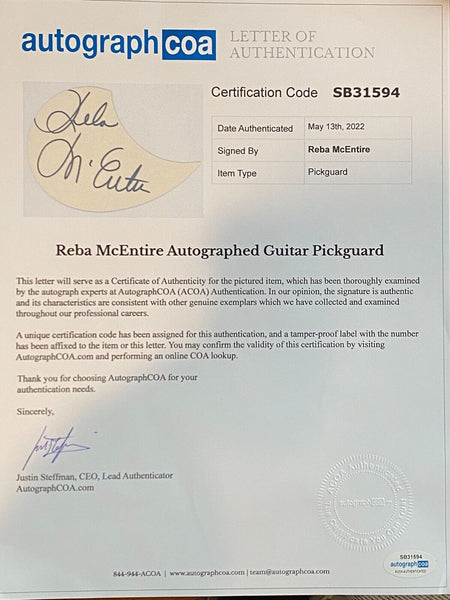 autographcoa
LETTER OF
AUTHENTICATION
Certification Code SB31594
Date Authenticated May 13th, 2022
Signed By Reba McEntire
Item Type Pickguard
Reba
McEntire
Reba McEntire Autographed Guitar Pickguard
This letter will serve as a Certificate of Authenticity for the pictured item, which has been thoroughly examined
by the autograph experts at AutographCOA (ACOA) Authentication. In our opinion, the signature is authentic
and its characteristics are consistent with other genuine exemplars which we have collected and examined
throughout our professional careers.
A unique certification code has been assigned for this authentication, and a tamper-proof label with the number
has been affixed to the item or this letter. You may confirm the validity of this certification by visiting
AutographCOA.com and performing an online COA lookup.
Thank you for choosing AutographCOA for your
authentication needs.
Sincerely,
Justin Steffman, CEO, Lead Authenticator
AutographCOA.com
ACOA Authentic
autographcoa
SB31594
autographcoa
844-944-ACOA | www.autographcoa.com | team@autographcoa.com